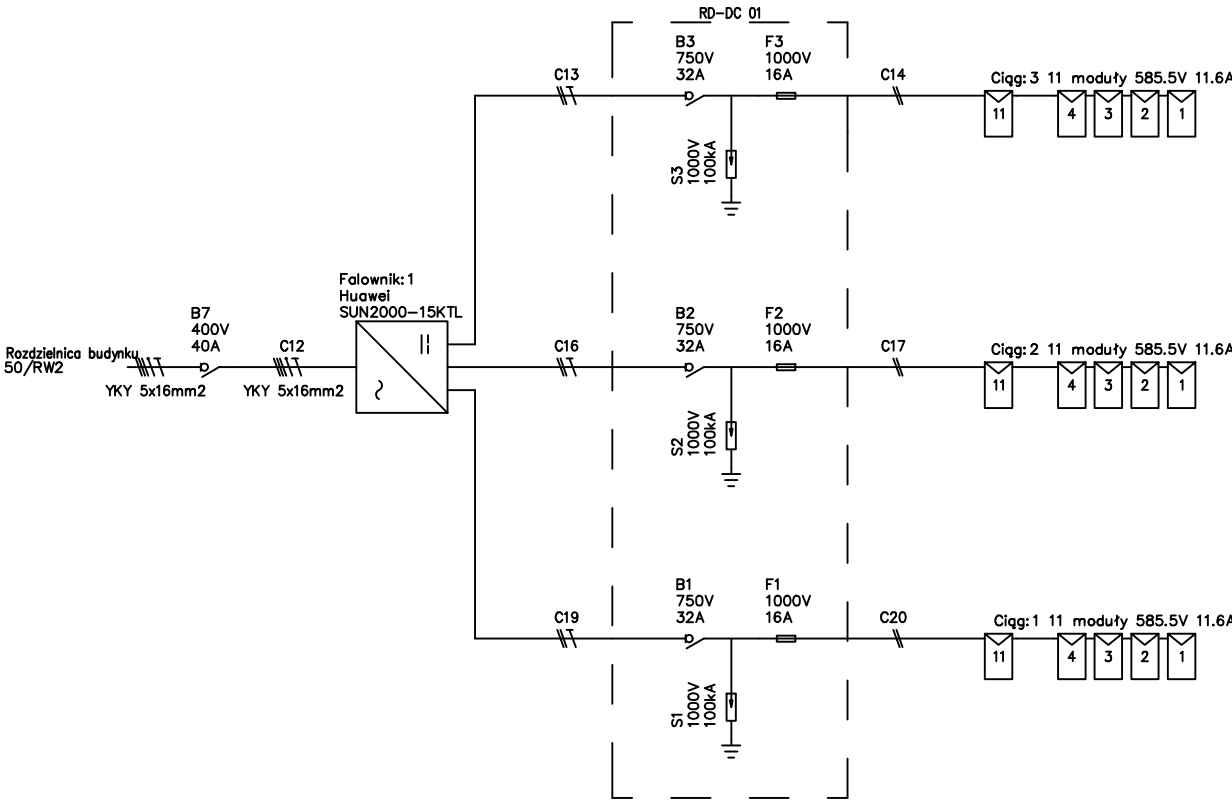 RD-DC 01
C13
B3
750V
32A
F3
1000V
16A
C14
Ciąg:3 11 moduły 585.5V 11.6A
11
4
3
2
1
S3
1000V
100kA
Falownik:1
Huawei
SUN2000-15KTL
B7
400V
40A
C12
Rozdzielnica budynku
50/RW2
YKY 5x16mm2
YKY 5x16mm2
C16
B2
750V
32A
F2
1000V
16A
C17
Ciąg:2 11 moduły 585.5V 11.6A
11
4
3
2
1
S2
1000V
100kA
C19
B1
750V
32A
F1
1000V
16A
C20
Ciąg:1 11 moduły 585.5V 11.6A
11
4
3
2
1
S1
1000V
100kA